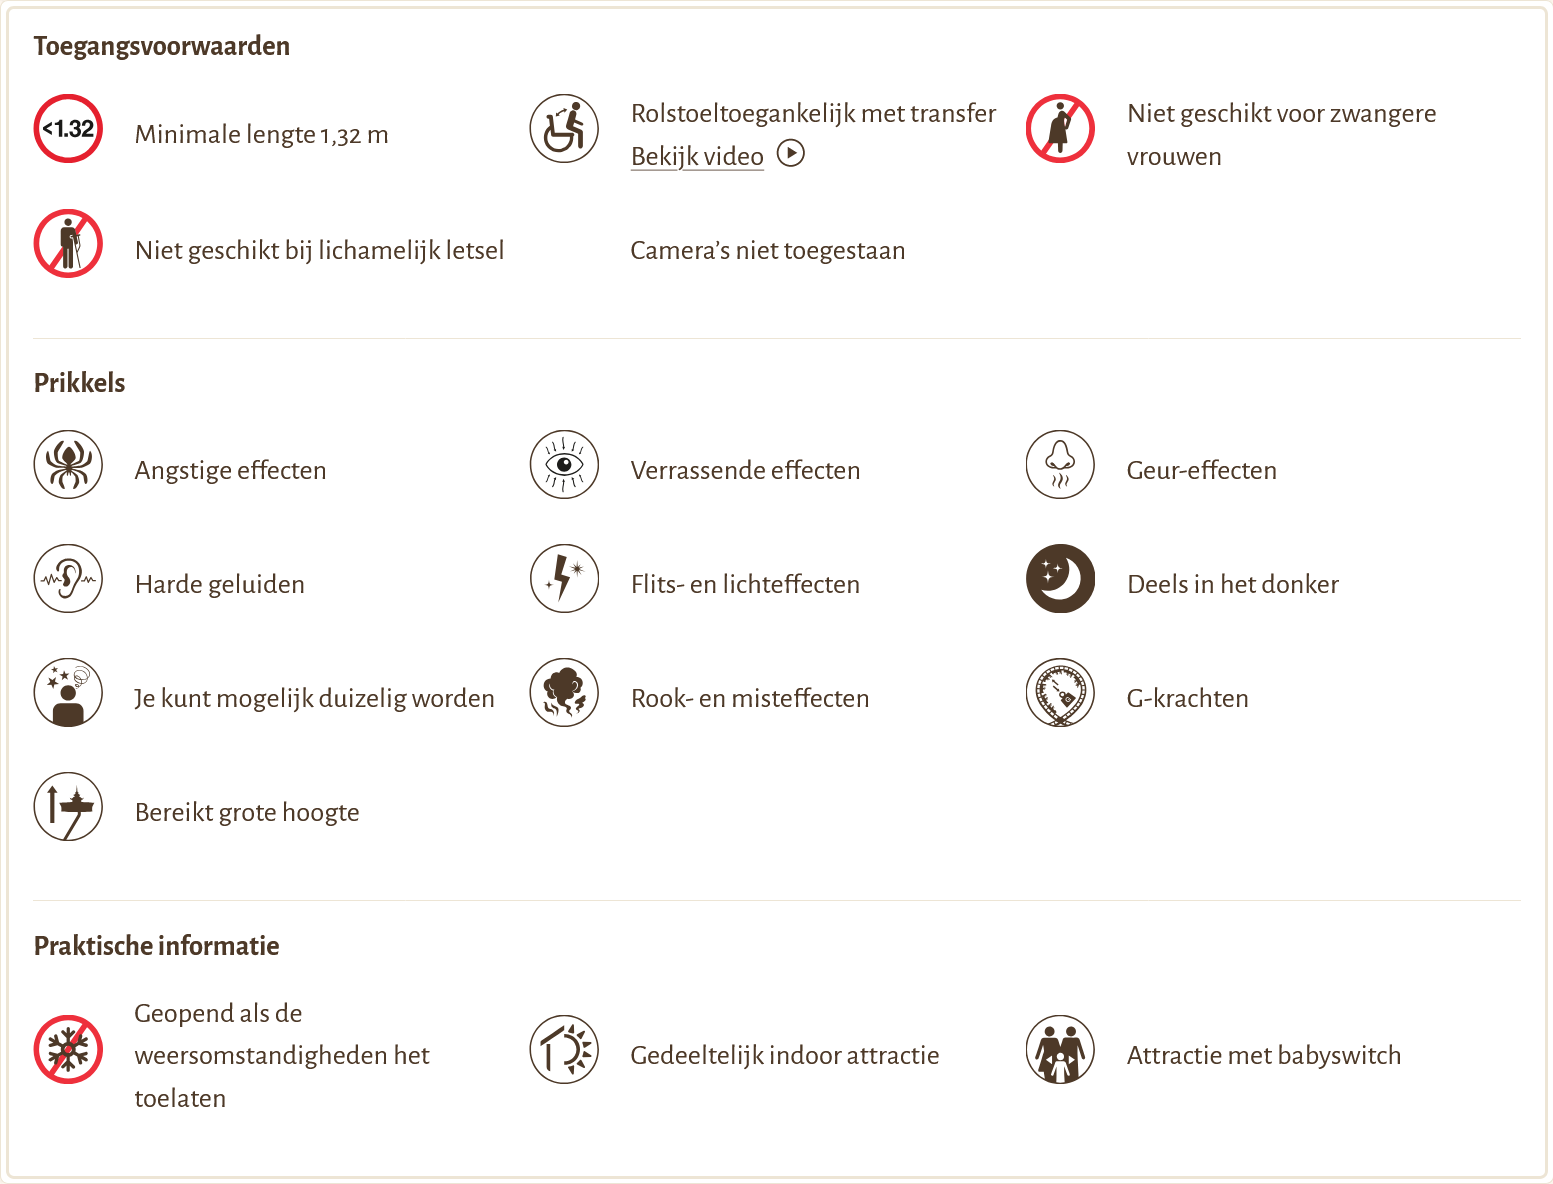 Toegangsvoorwaarden
<1.32
Minimale lengte 1,32 m
Rolstoeltoegankelijk met transfer
Bekijk video
Niet geschikt voor zwangere
vrouwen
Niet geschikt bij lichamelijk letsel
Camera’s niet toegestaan
Prikkels
Angstige effecten
Verrassende effecten
Geur-effecten
Harde geluiden
Flits- en lichteffecten
Deels in het donker
Je kunt mogelijk duizelig worden
Rook- en misteffecten
G-krachten
Bereikt grote hoogte
Praktische informatie
Geopend als de
weersomstandigheden het
toelaten
Gedeeltelijk indoor attractie
Attractie met babyswitch